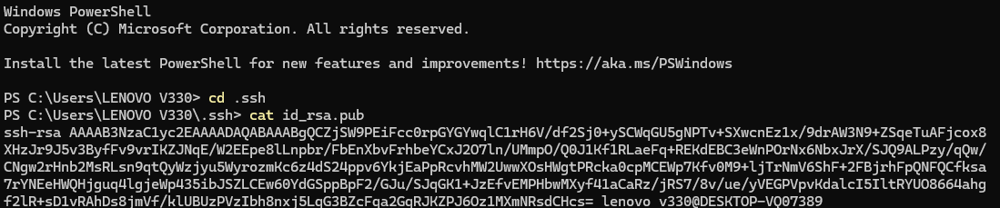 Windows PowerShell
Copyright (C) Microsoft Corporation. All rights reserved.
Install the latest PowerShell for new features and improvements! https://aka.ms/PSWindows
PS C:\Users\LENOVO V330> cd .ssh
PS C:\Users\LENOVO V330\.ssh> cat id_rsa.pub
ssh-rsa AAAAB3NzaC1yc2EAAAADAQABAAABgQCZjSW9PEiFcc0rpGYGYwqlC1rH6V/df2Sj0+ySCWqGU5gNPTv+SXwcnEz1x/9drAW3N9+ZSqeTuAFjcox8
XHzJr9J5v3ByfFv9vrIKZJNqE/W2EEpe8lLnpbr/FbEnXbvFrhbeYCxJ2O7ln/UMmpO/Q0J1Kf1RLaeFq+REKdEBC3eWnPOrNx6NbxJrX/SJQ9ALPzy/qQw/
CNgw2rHnb2MsRLsn9qtQyWzjyu5WyrozmKc6z4dS24ppv6YkjEaPpRcvhMW2UwwXOsHWgtPRcka0cpMCEWp7Kfv0M9+ljTrNmV6ShF+2FBjrhFpQNFQCfksa
7rYNEeHWQHjguq4lgjeWp435ibJSZLCEw60YdGSppBpF2/GJu/SJqGK1+JzEfvEMPHbwMXyf41aCaRz/jRS7/8v/ue/yVEGPVpvKdalcI5IltRYUO8664ahg
f2lR+sD1vRAhDs8jmVf/klUBUzPVzIbh8nxj5LqG3BZcFqa2GqRJKZPJ6Oz1MXmNRsdCHcs= lenovo v330@DESKTOP-VQ07389